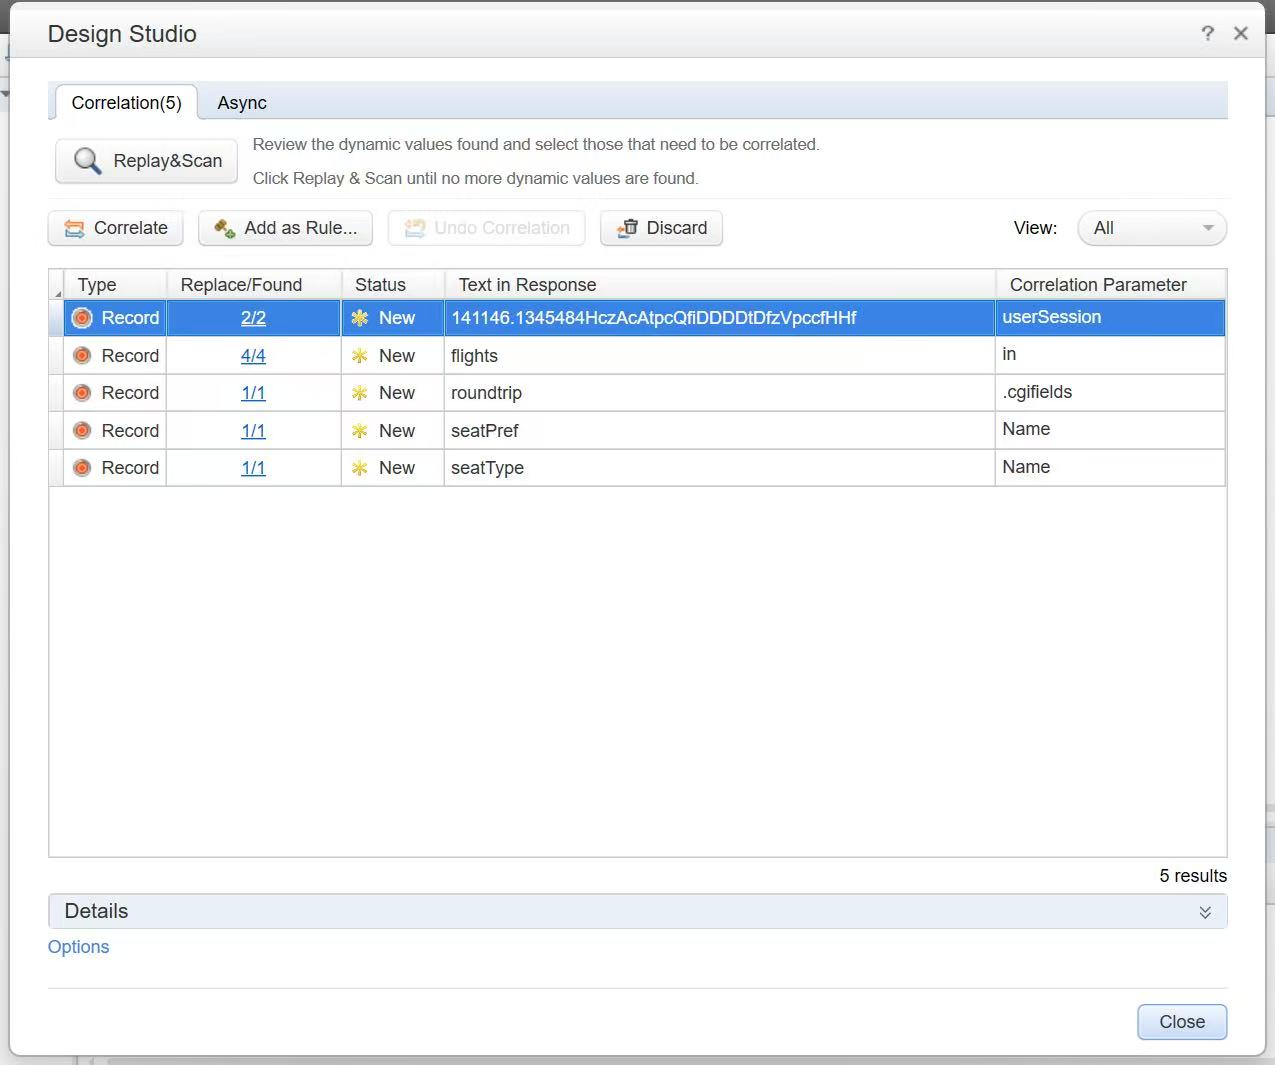 Design Studio
?
Correlation(5) Async
Replay&Scan
Review the dynamic values found and select those that need to be correlated.
Click Replay & Scan until no more dynamic values are found.
Correlate Add as Rule... Undo Correlation Discard View: All
Type Replace/Found Status Text in Response Correlation Parameter
Record 2/2 New 141146.1345484HczAcAtpcQfiDDDDtDfzVpccfHHf userSession
Record 4/4 New flights in
Record 1/1 New roundtrip .cgifields
Record 1/1 New seatPref Name
Record 1/1 New seatType Name
5 results
Details
Options
Close